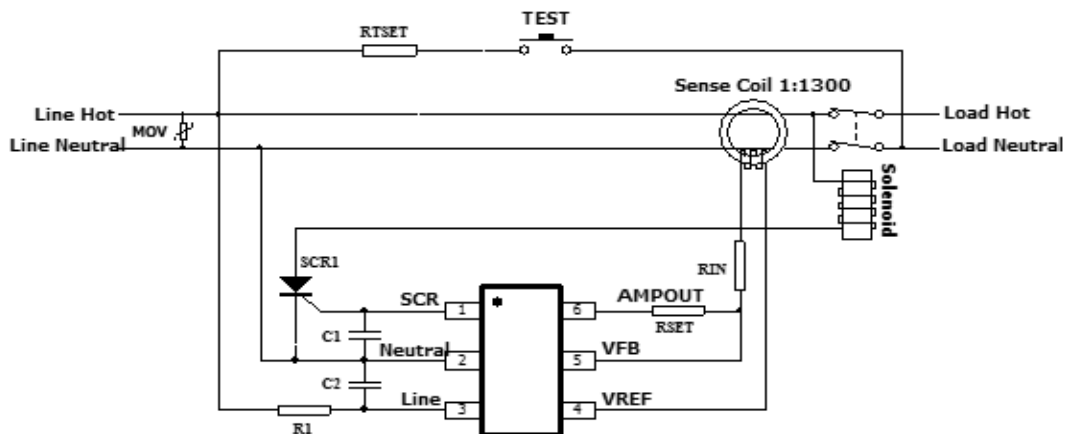 TEST
RTSET
Sense Coil 1:1300
Line Hot
Load Hot
MOV
Line Neutral
Load Neutral
Solenoid
SCR1
RIN
SCR
1
6
AMPOUT
RSET
C1
Neutral
2
5
VFB
C2
Line
3
4
VREF
R1